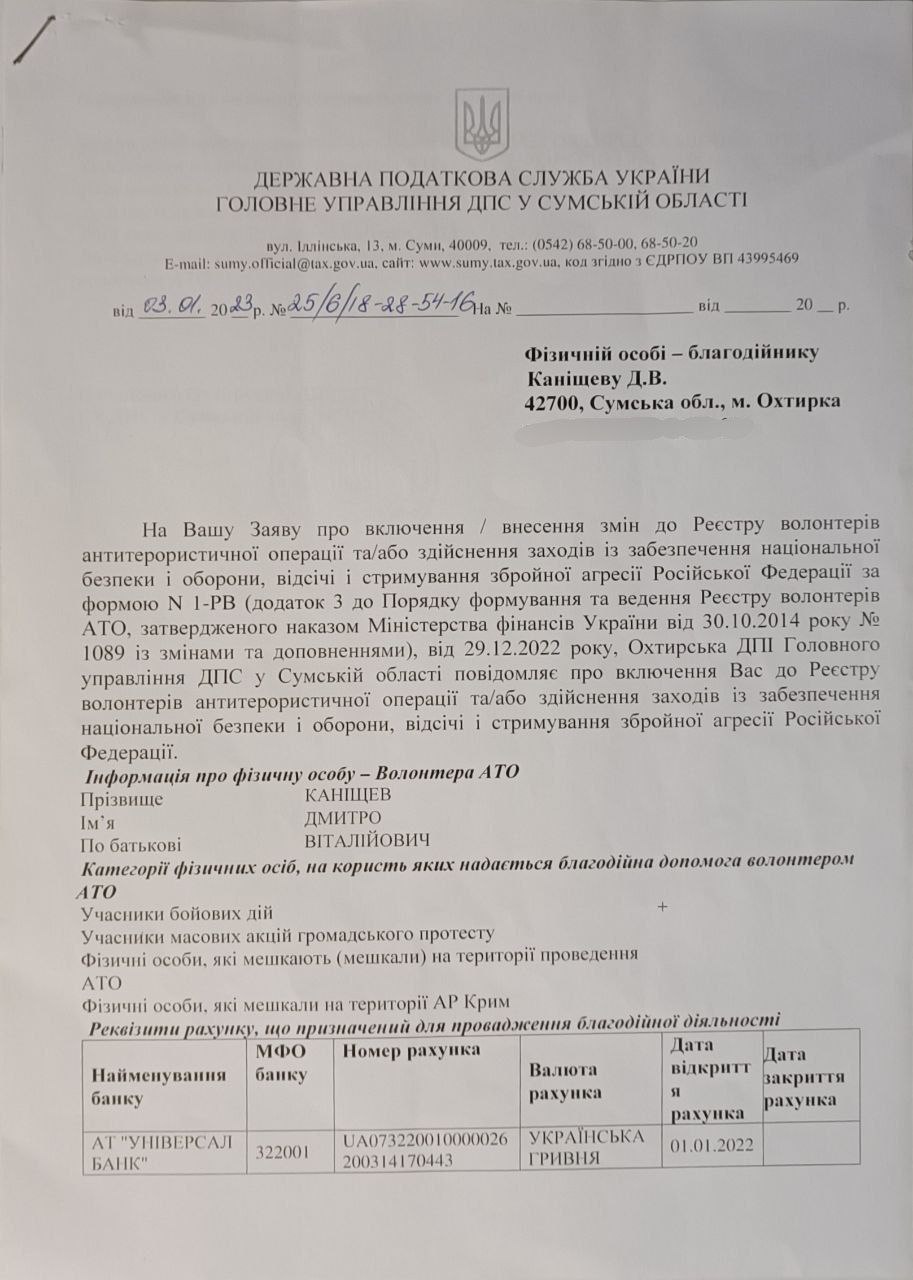 ДЕРЖАВНА ПОДАТКОВА СЛУЖБА УКРАЇНИ
ГОЛОВНЕ УПРАВЛІННЯ ДПС У СУМСЬКІЙ ОБЛАСТІ
вул. Іллінська, 13, м. Суми, 40009, тел.: (0542) 68-50-00, 68-50-20
E-mail: sumy.official@tax.gov.ua, сайт: www.sumy.tax.gov.ua, код згідно з ЄДРПОУ ВП 43995469
від 03. 01. 2023р. № 25/6/18-28-54-16 На № ____________ від ________ 20 __ р.
Фізичній особі – благодійнику
Каніщеву Д.В.
42700, Сумська обл., м. Охтирка
На Вашу Заяву про включення / внесення змін до Реєстру волонтерів
антитерористичної операції та/або здійснення заходів із забезпечення національної
безпеки і оборони, відсічі і стримування збройної агресії Російської Федерації за
формою N 1-РВ (додаток 3 до Порядку формування та ведення Реєстру волонтерів
АТО, затвердженого наказом Міністерства фінансів України від 30.10.2014 року №
1089 із змінами та доповненнями), від 29.12.2022 року, Охтирська ДПІ Головного
управління ДПС у Сумській області повідомляє про включення Вас до Реєстру
волонтерів антитерористичної операції та/або здійснення заходів із забезпечення
національної безпеки і оборони, відсічі і стримування збройної агресії Російської
Федерації.
Інформація про фізичну особу – Волонтера АТО
Прізвище КАНІЩЕВ
Ім’я ДМИТРО
По батькові ВІТАЛІЙОВИЧ
Категорії фізичних осіб, на користь яких надається благодійна допомога волонтером
АТО
Учасники бойових дій +
Учасники масових акцій громадського протесту
Фізичні особи, які мешкають (мешкали) на території проведення
АТО
Фізичні особи, які мешкали на території АР Крим
Реквізити рахунку, що призначений для провадження благодійної діяльності
Найменування банку МФО банку Номер рахунка Валюта рахунка Дата відкриття рахунка Дата закриття рахунка
АТ "УНІВЕРСАЛ БАНК" 322001 UA073220010000026200314170443 УКРАЇНСЬКА ГРИВНЯ 01.01.2022